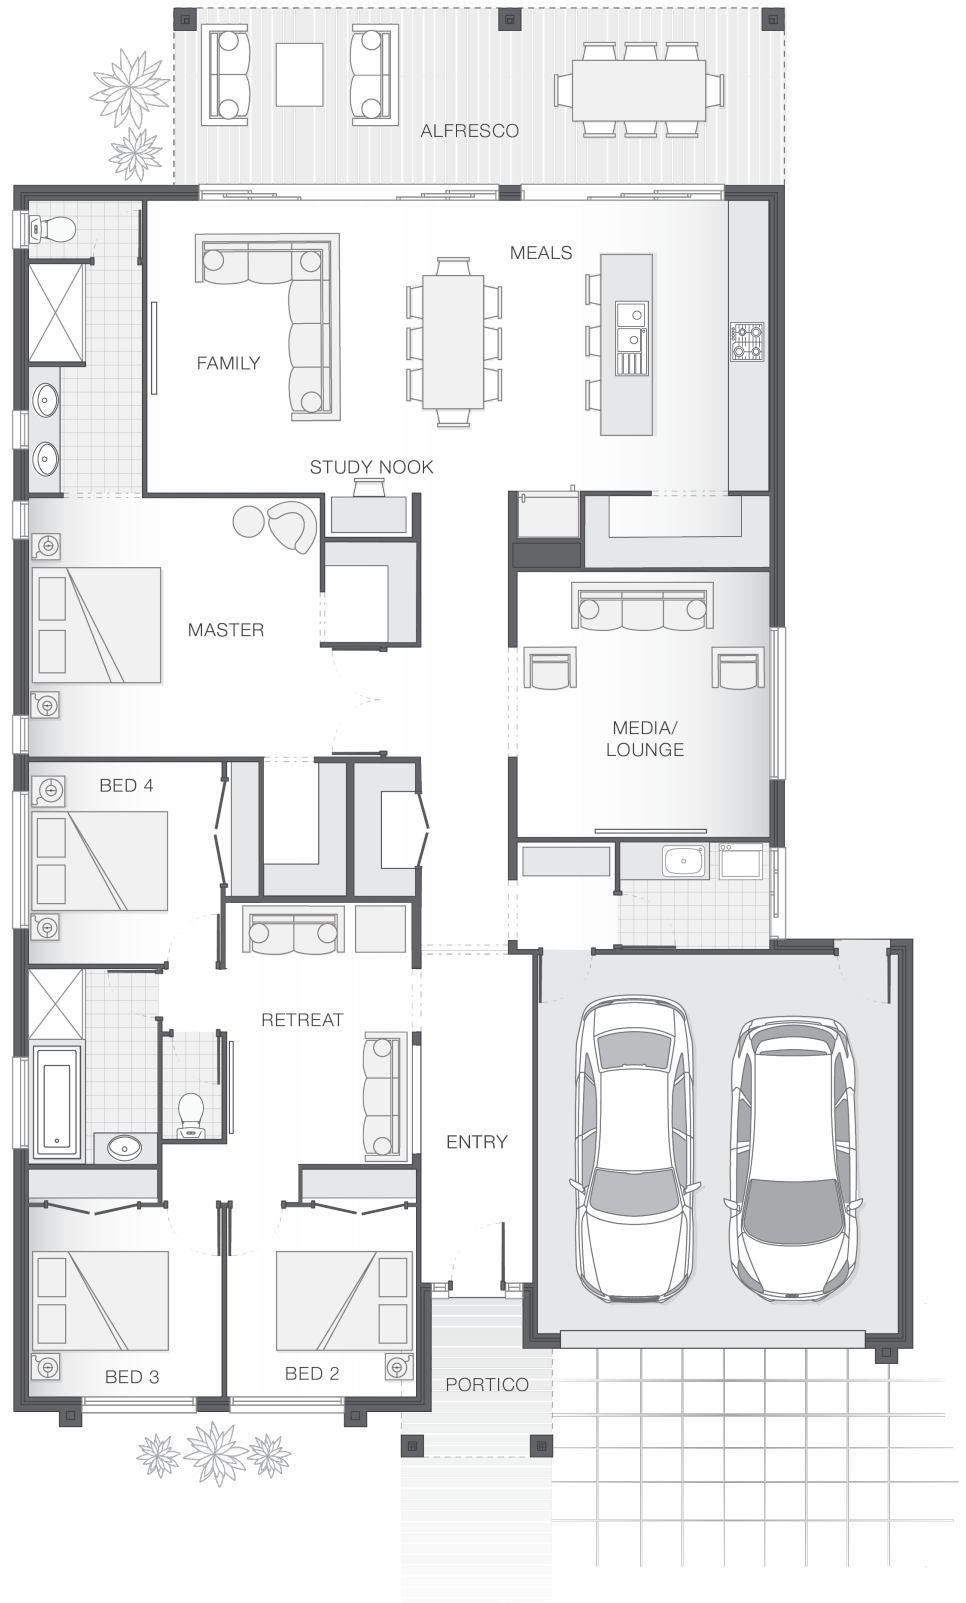 ALFRESCO
MEALS
FAMILY
STUDY NOOK
MASTER
MEDIA/
LOUNGE
BED 4
RETREAT
ENTRY
BED 3
BED 2
PORTICO